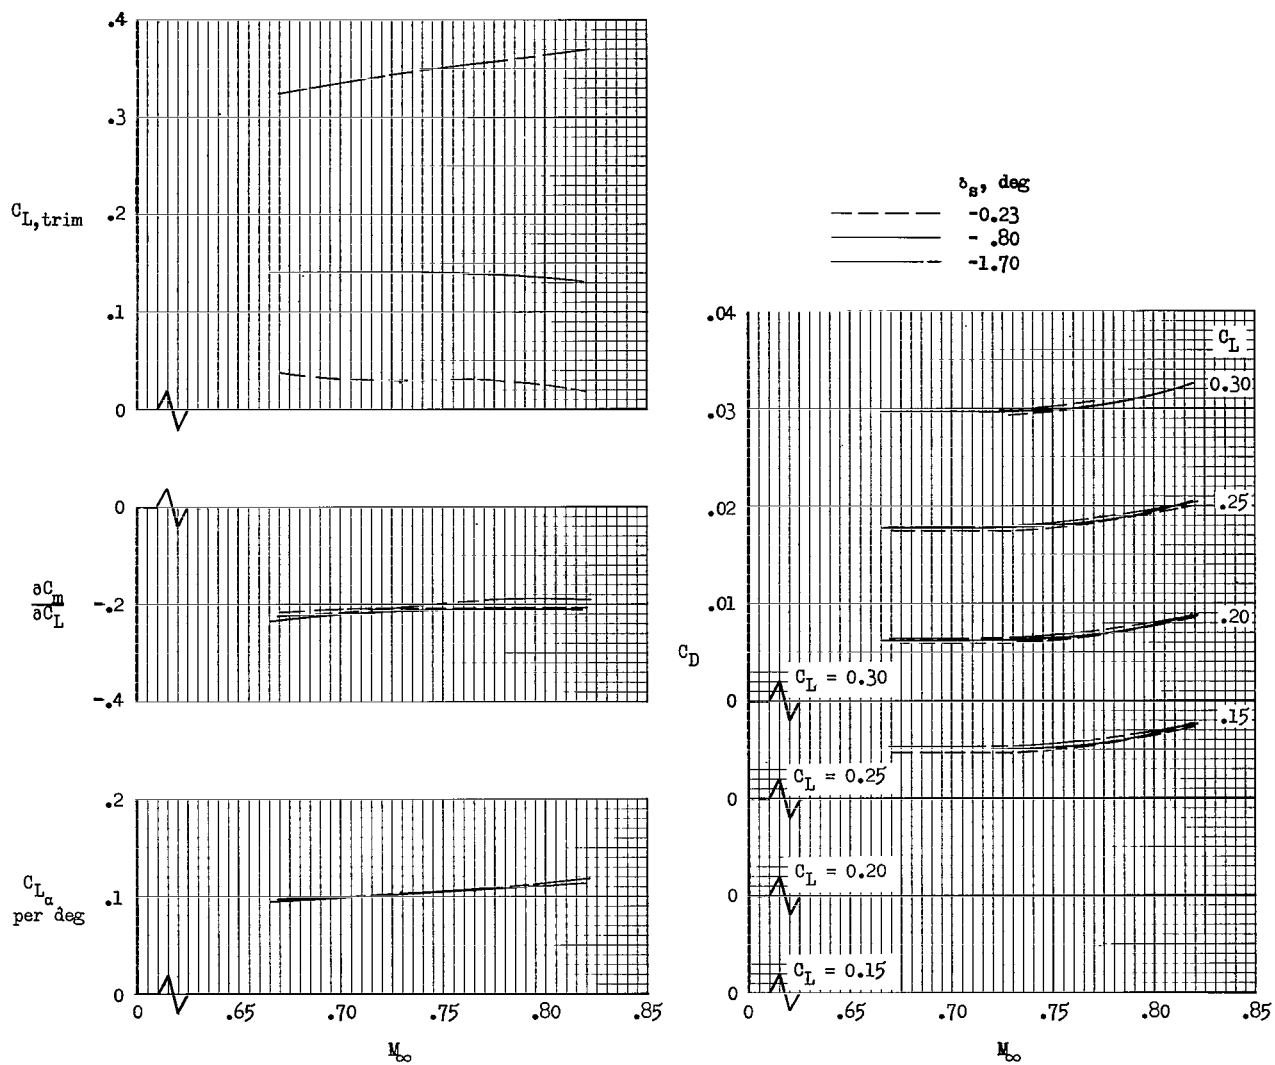 .4
.3
C_L,trim
.2
.1
0
δ_s, deg
-0.23
- .80
-1.70
0
∂C_m
∂C_L
-.2
-.4
.2
C_Lα
per deg
.1
0
0 .65 .70 .75 .80 .85
M∞
.04
C_L
0.30
.03
.25
.02
.20
.01
C_D
C_L = 0.30
0
.15
C_L = 0.25
0
C_L = 0.20
0
C_L = 0.15
0
0 .65 .70 .75 .80 .85
M∞